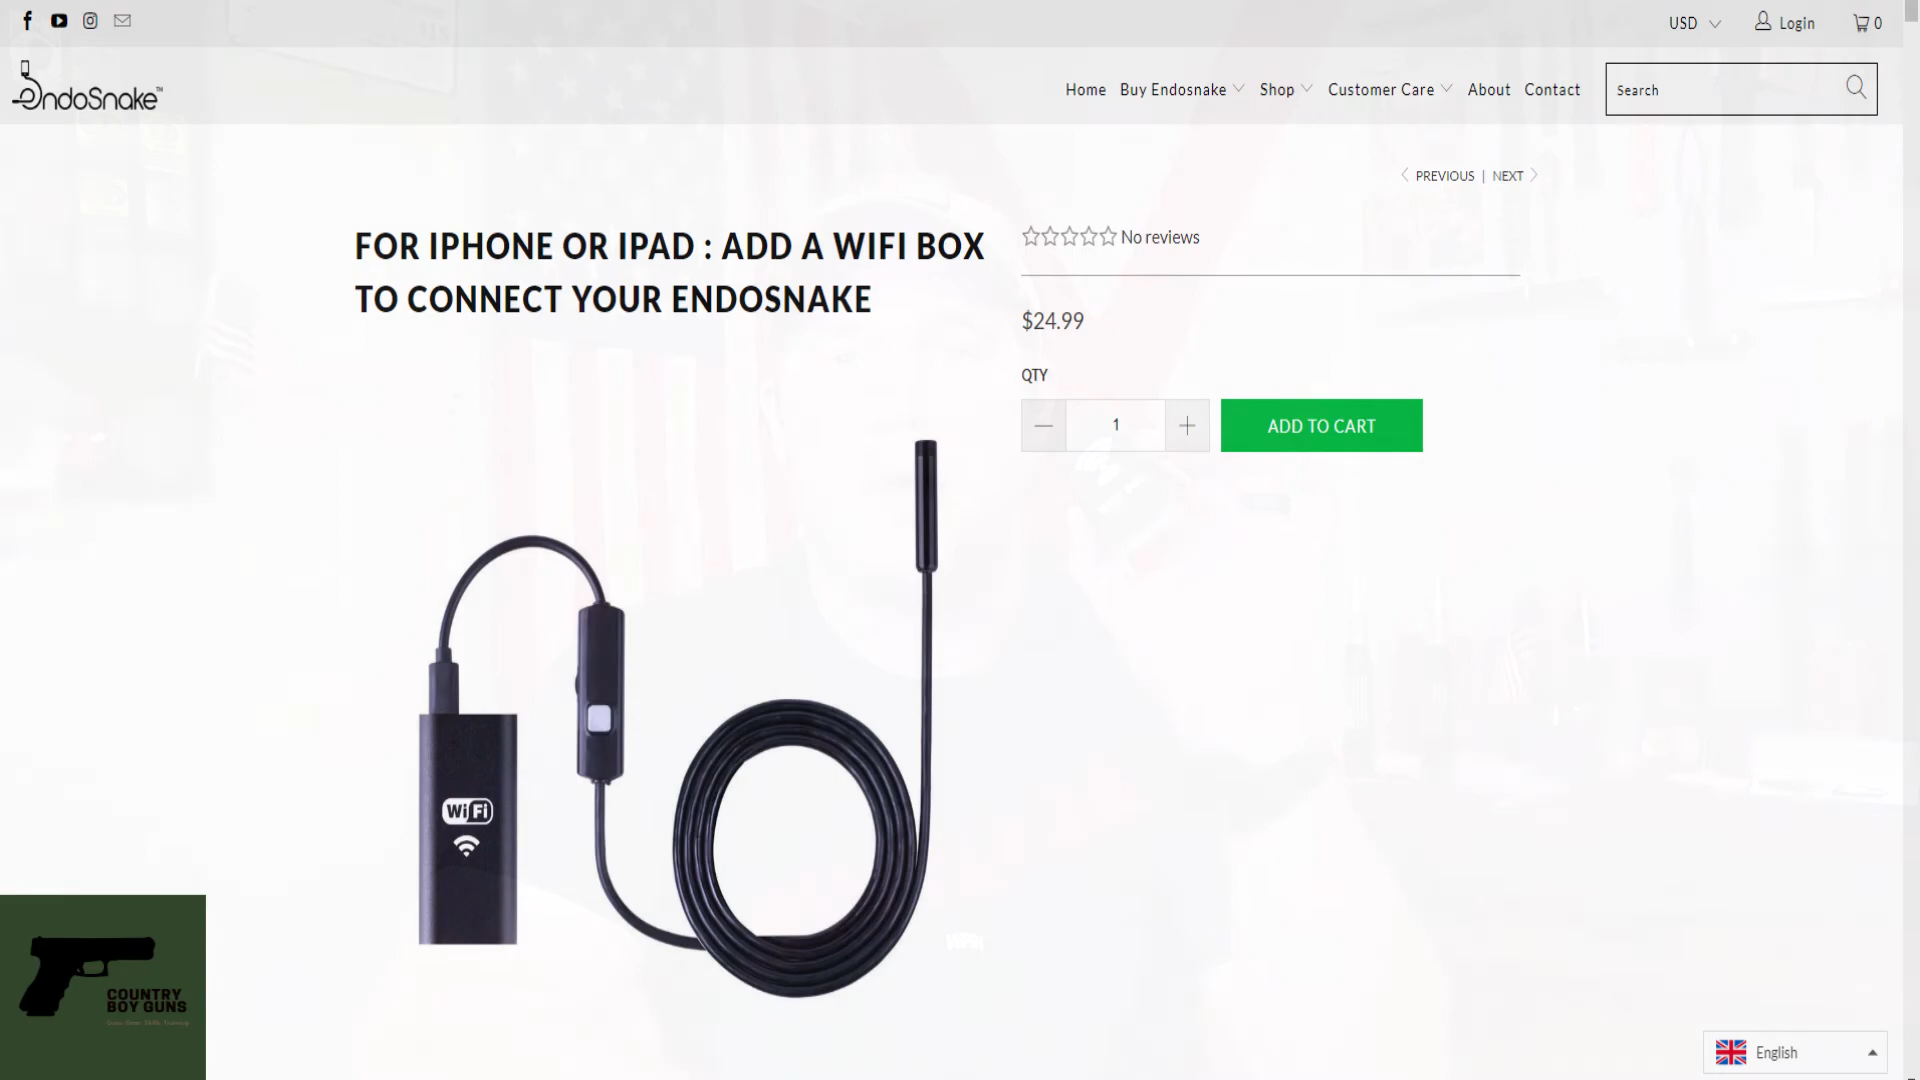 USD
Login
0
EndoSnake™
Home
Buy Endosnake
Shop
Customer Care
About
Contact
Search
PREVIOUS | NEXT
FOR IPHONE OR IPAD : ADD A WIFI BOX
TO CONNECT YOUR ENDOSNAKE
No reviews
$24.99
QTY
1
ADD TO CART
WiFi
COUNTRY
BOY GUNS
English